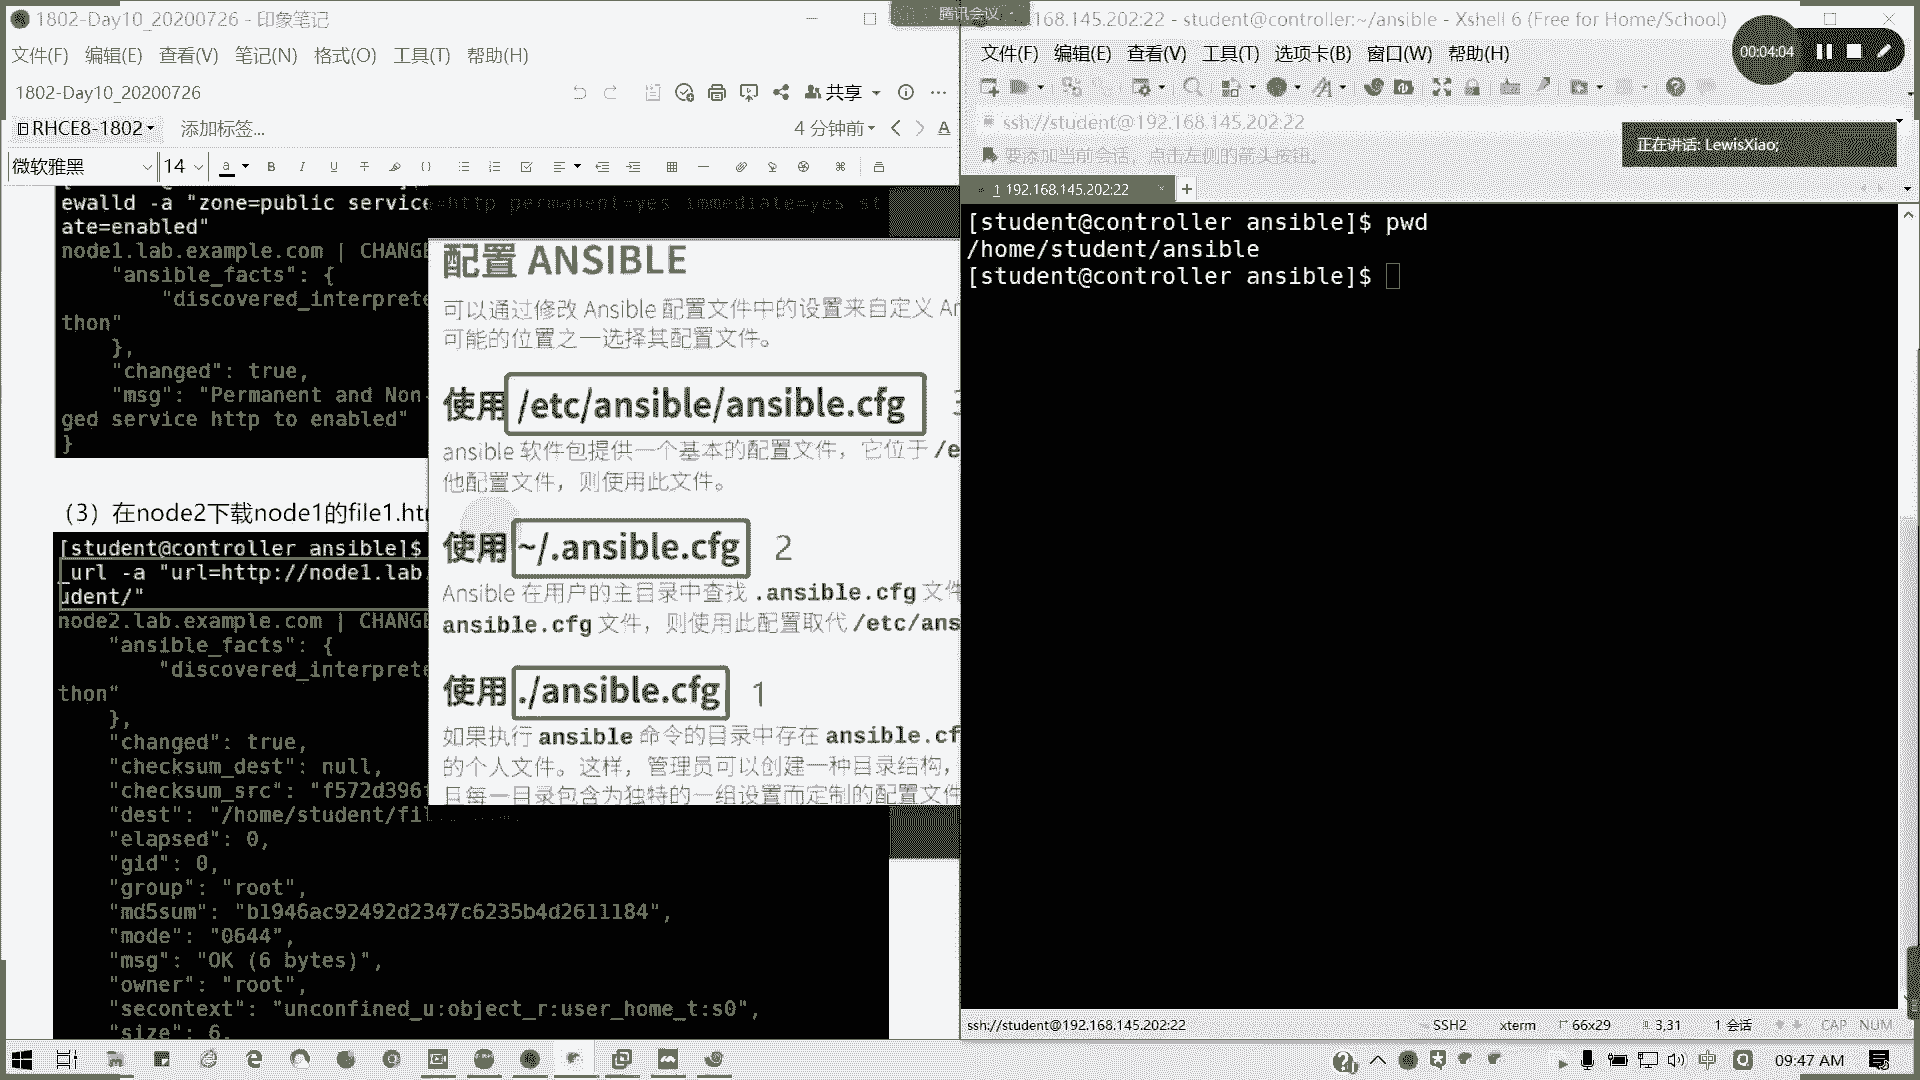 1802-Day10_20200726 - 印象笔记
文件(F) 编辑(E) 查看(V) 笔记(N) 格式(O) 工具(T) 帮助(H)
1802-Day10_20200726
共享
RHCE8-1802
添加标签...
4 分钟前
微软雅黑
14
ewalld -a "zone=public service=http permanent=yes immediate=yes st
ate=enabled"
node1.lab.example.com | CHANGE
"ansible_facts": {
"discovered_interprete
thon"
},
"changed": true,
"msg": "Permanent and Non-
ged service http to enabled"
}
（3）在node2下载node1的file1.ht
[student@controller ansible]$
_url -a "url=http://node1.lab.
udent/"
node2.lab.example.com | CHANGE
"ansible_facts": {
"discovered_interprete
thon"
},
"changed": true,
"checksum_dest": null,
"checksum_src": "f572d396f
"dest": "/home/student/fil
"elapsed": 0,
"gid": 0,
"group": "root",
"md5sum": "b1946ac92492d2347c6235b4d2611184",
"mode": "0644",
"msg": "OK (6 bytes)",
"owner": "root",
"secontext": "unconfined_u:object_r:user_home_t:s0",
"size": 6,
配置 ANSIBLE
可以通过修改 Ansible 配置文件中的设置来自定义 An
可能的位置之一选择其配置文件。
使用 /etc/ansible/ansible.cfg
ansible 软件包提供一个基本的配置文件，它位于 /e
他配置文件，则使用此文件。
使用 ~/.ansible.cfg 2
Ansible 在用户的主目录中查找 .ansible.cfg 文件
ansible.cfg 文件，则使用此配置取代 /etc/ans
使用 ./ansible.cfg 1
如果执行 ansible 命令的目录中存在 ansible.cf
的个人文件。这样，管理员可以创建一种目录结构，
且每一目录包含为独特的一组设置而定制的配置文件
腾讯会议
168.145.202:22 - student@controller:~/ansible - Xshell 6 (Free for Home/School)
文件(F) 编辑(E) 查看(V) 工具(T) 选项卡(B) 窗口(W) 帮助(H)
00:04:04
ssh://student@192.168.145.202:22
要添加当前会话，点击左侧的箭头按钮。
正在讲话: LewisXiao;
1 192.168.145.202:22
[student@controller ansible]$ pwd
/home/student/ansible
[student@controller ansible]$
ssh://student@192.168.145.202:22
SSH2
xterm
66x29
3,31
1 会话
CAP NUM
中
09:47 AM